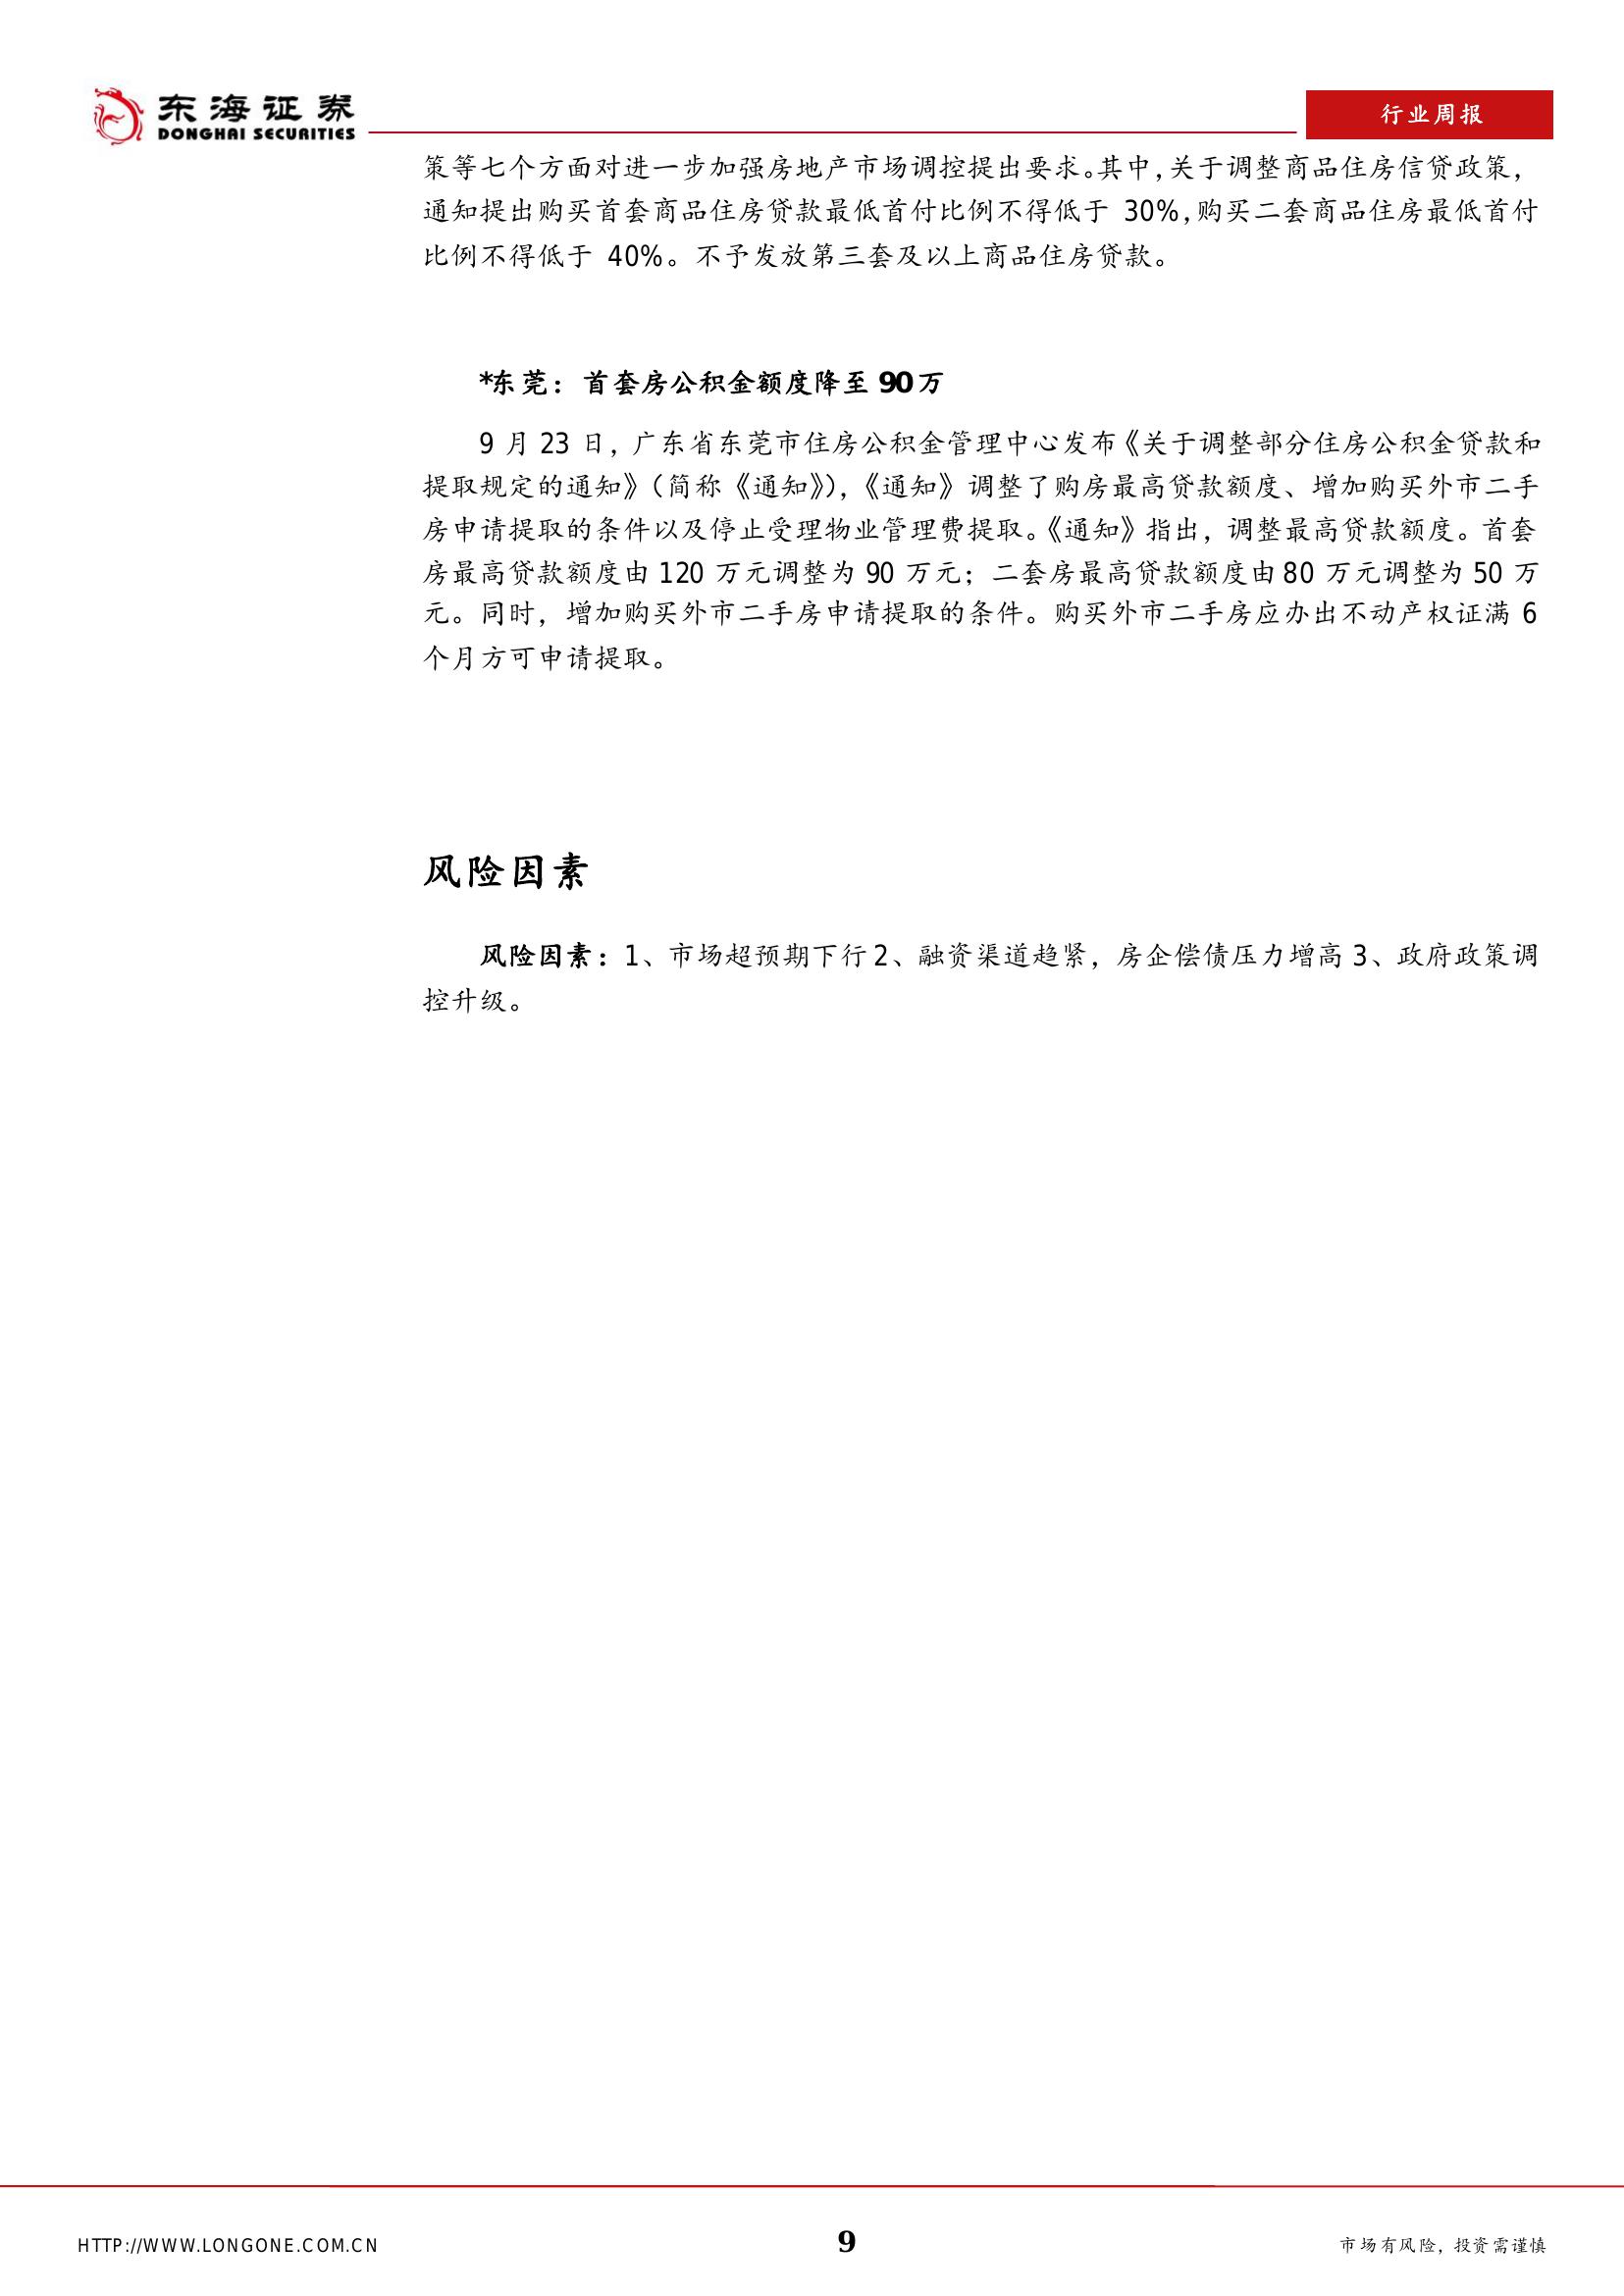 东海证券
DONGHAI SECURITIES
行业周报
策等七个方面对进一步加强房地产市场调控提出要求。其中，关于调整商品住房信贷政策，
通知提出购买首套商品住房贷款最低首付比例不得低于 30%，购买二套商品住房最低首付
比例不得低于 40%。不予发放第三套及以上商品住房贷款。
*东莞：首套房公积金额度降至 90 万
9 月 23 日，广东省东莞市住房公积金管理中心发布《关于调整部分住房公积金贷款和
提取规定的通知》（简称《通知》），《通知》调整了购房最高贷款额度、增加购买外市二手
房申请提取的条件以及停止受理物业管理费提取。《通知》指出，调整最高贷款额度。首套
房最高贷款额度由 120 万元调整为 90 万元；二套房最高贷款额度由 80 万元调整为 50 万
元。同时，增加购买外市二手房申请提取的条件。购买外市二手房应办出不动产权证满 6
个月方可申请提取。
风险因素
风险因素：1、市场超预期下行 2、融资渠道趋紧，房企偿债压力增高 3、政府政策调
控升级。
HTTP://WWW.LONGONE.COM.CN
9
市场有风险，投资需谨慎